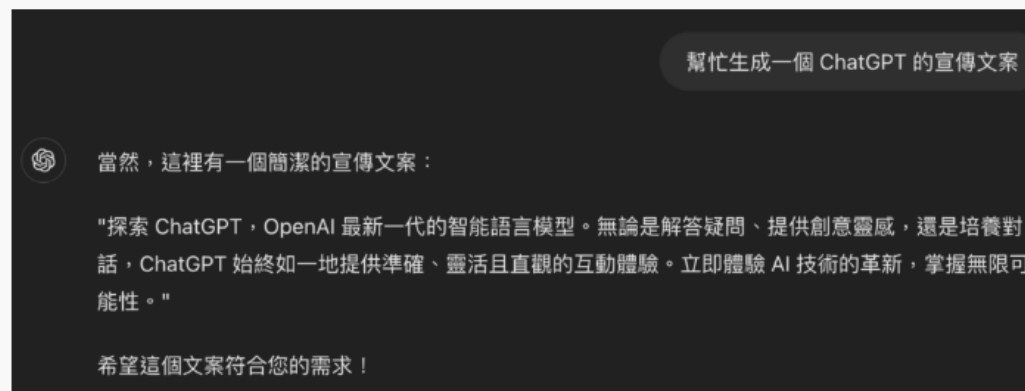 幫忙生成一個 ChatGPT 的宣傳文案
當然，這裡有一個簡潔的宣傳文案：
"探索 ChatGPT，OpenAI 最新一代的智能語言模型。無論是解答疑問、提供創意靈感，還是培養對
話，ChatGPT 始終如一地提供準確、靈活且直觀的互動體驗。立即體驗 AI 技術的革新，掌握無限可
能性。"
希望這個文案符合您的需求！